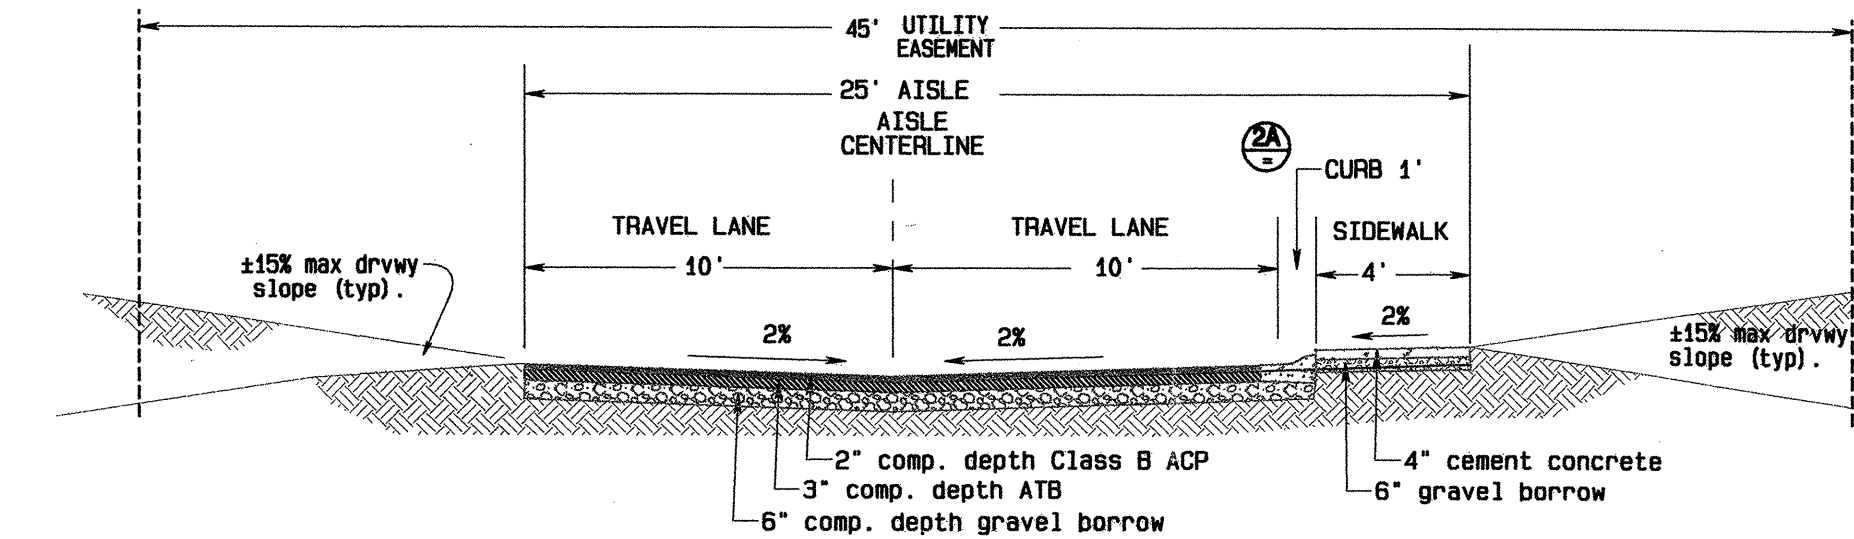 45' UTILITY
EASEMENT
25' AISLE
AISLE
CENTERLINE
2A
=
CURB 1'
TRAVEL LANE
TRAVEL LANE
SIDEWALK
10'
10'
4'
±15% max drvwy
slope (typ).
2%
2%
2%
±15% max drvwy
slope (typ).
2" comp. depth Class B ACP
3" comp. depth ATB
6" comp. depth gravel borrow
4" cement concrete
6" gravel borrow